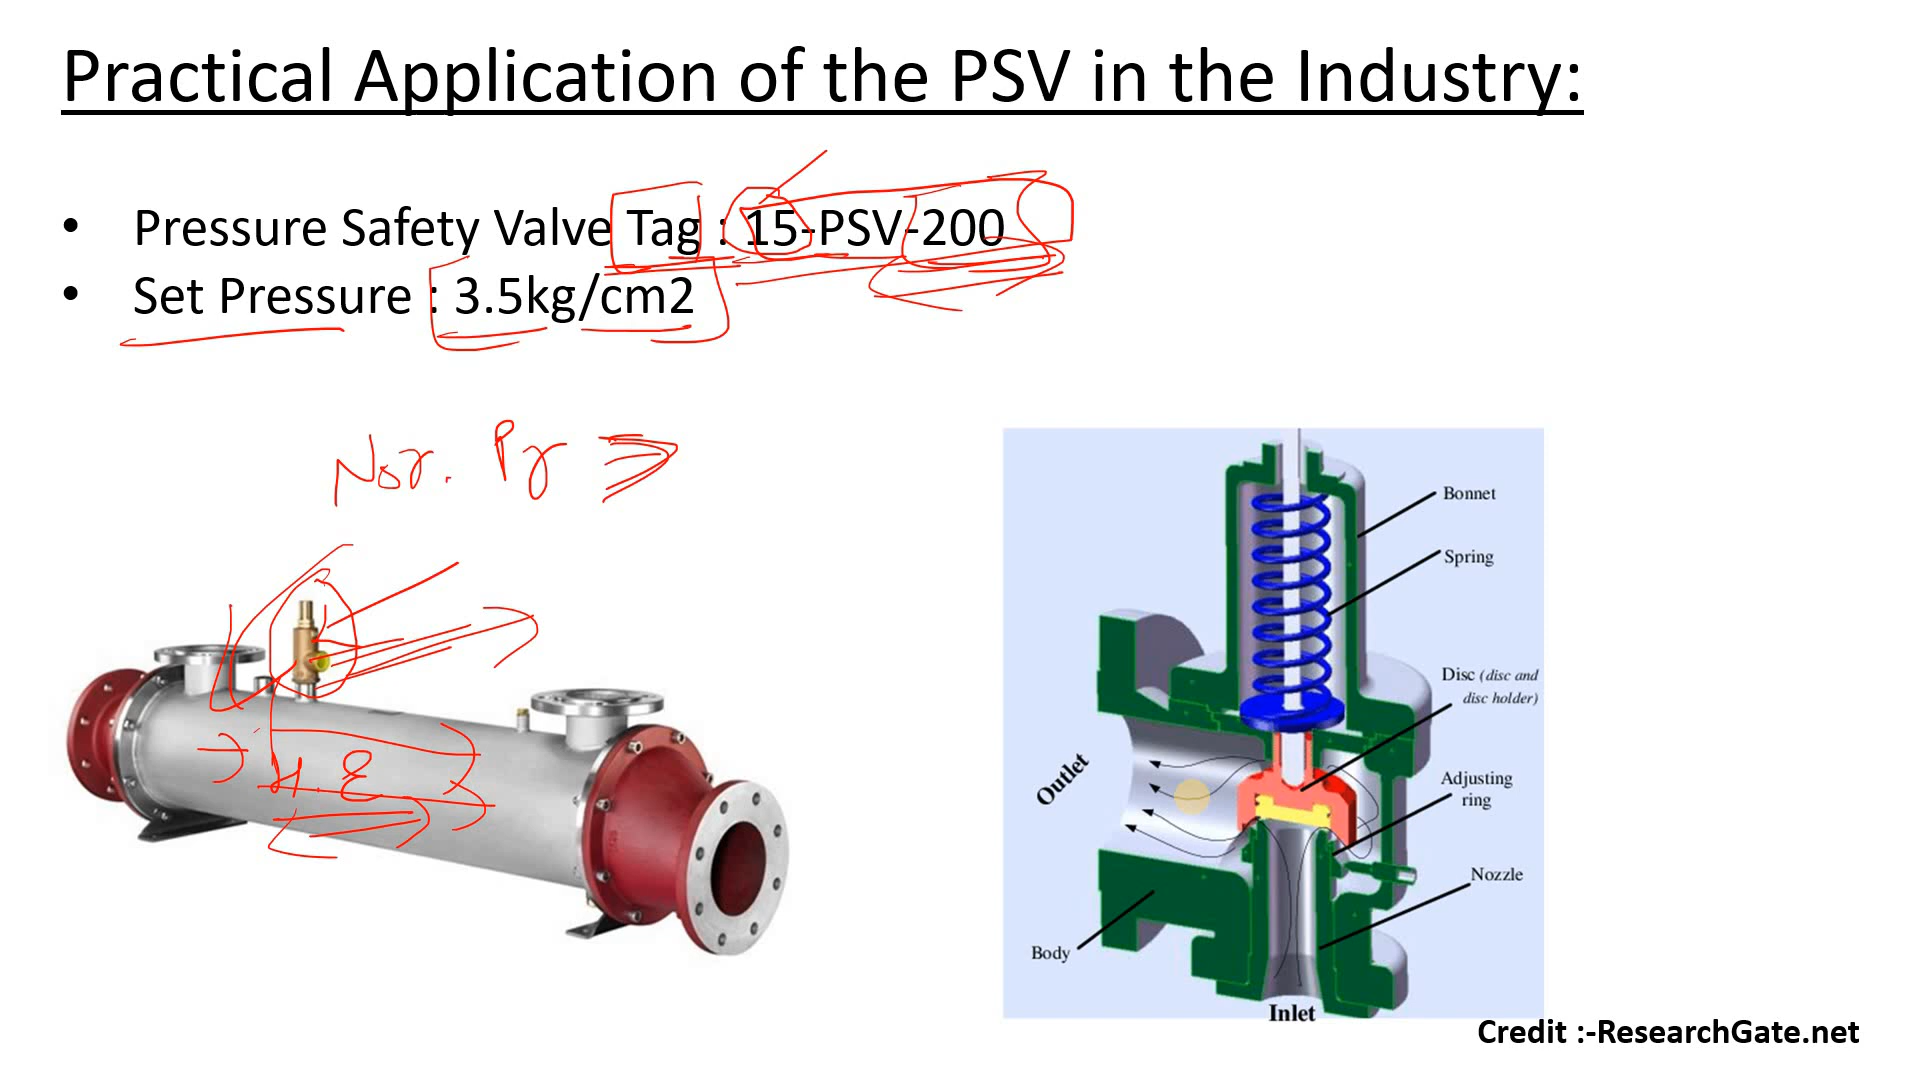 Practical Application of the PSV in the Industry:
• Pressure Safety Valve Tag : 15-PSV-200
• Set Pressure : 3.5kg/cm2
Nor. Pr
H.E
Bonnet
Spring
Disc (disc and
disc holder)
Outlet
Adjusting
ring
Nozzle
Body
Inlet
Credit :-ResearchGate.net